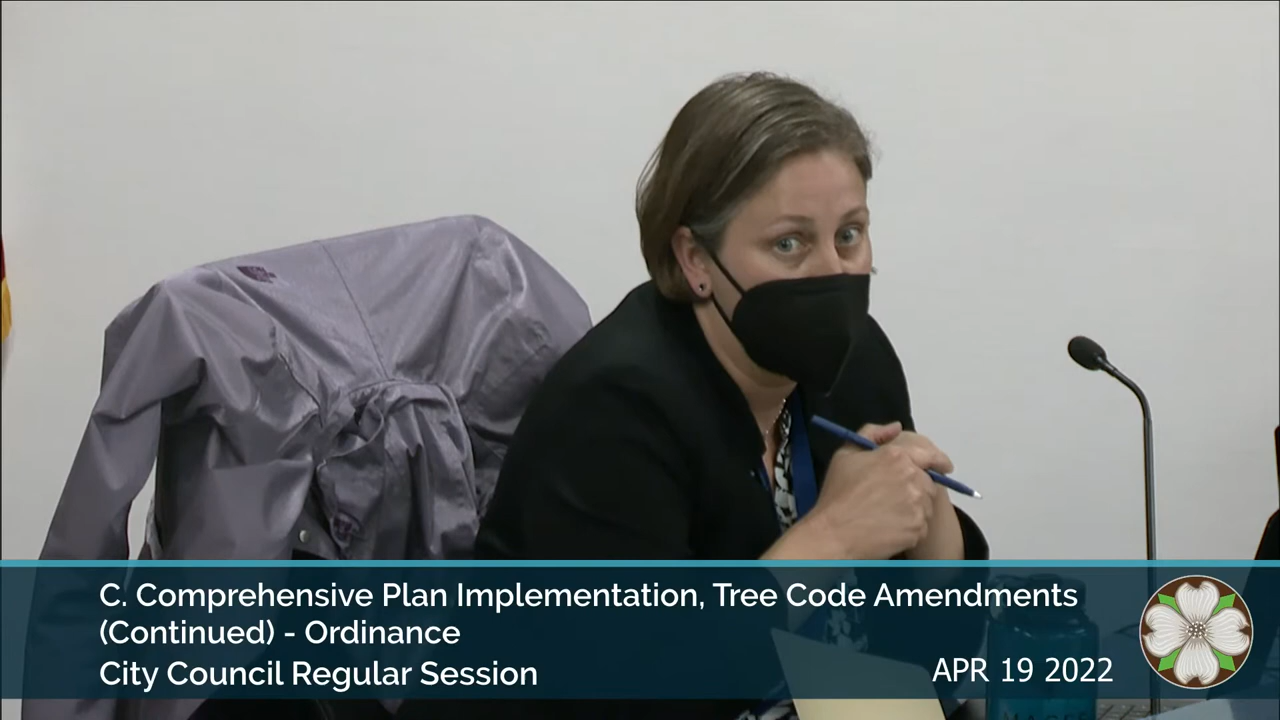 C. Comprehensive Plan Implementation, Tree Code Amendments
(Continued) - Ordinance
City Council Regular Session
APR 19 2022